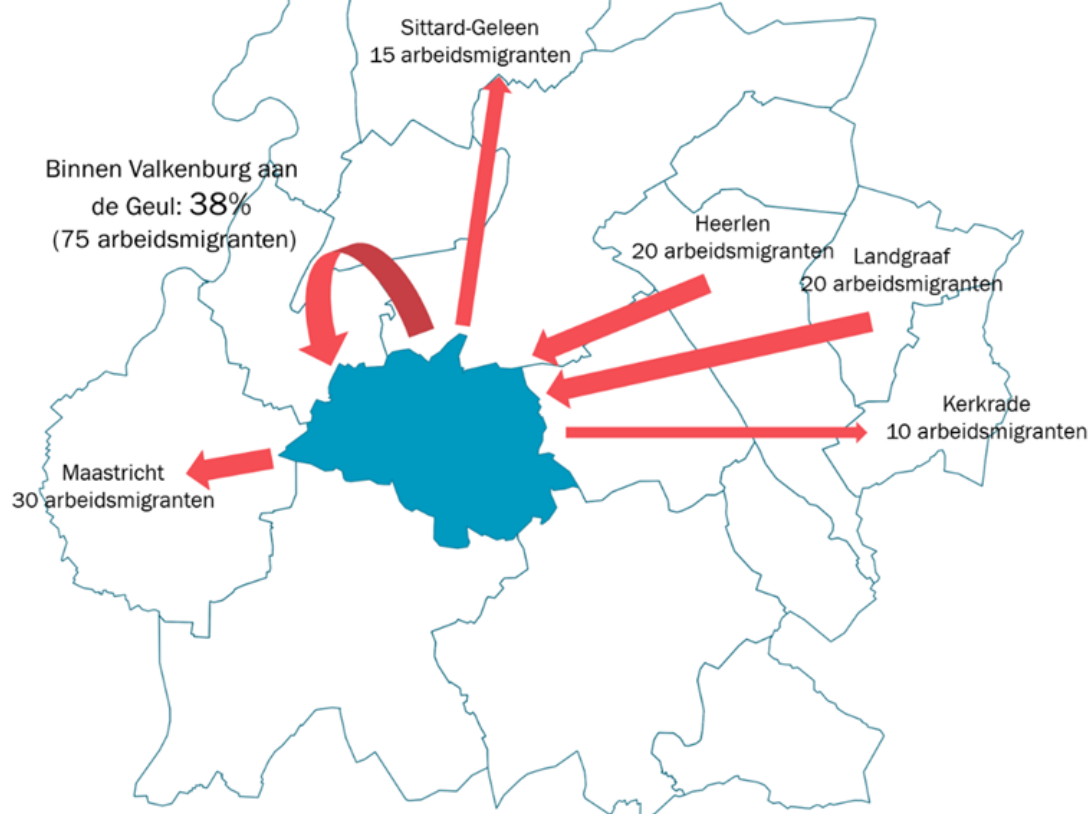 Sittard-Geleen
15 arbeidsmigranten
Binnen Valkenburg aan
de Geul: 38%
(75 arbeidsmigranten)
Heerlen
20 arbeidsmigranten
Landgraaf
20 arbeidsmigranten
Kerkrade
10 arbeidsmigranten
Maastricht
30 arbeidsmigranten